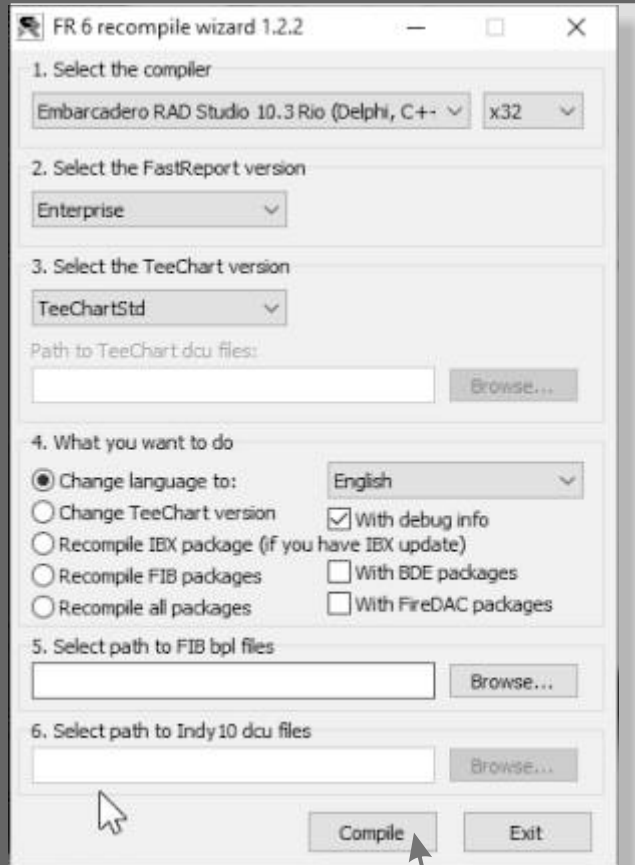 FR 6 recompile wizard 1.2.2
1. Select the compiler
Embarcadero RAD Studio 10.3 Rio (Delphi, C+- x32
2. Select the FastReport version
Enterprise
3. Select the TeeChart version
TeeChartStd
Path to TeeChart dcu files:
Browse...
4. What you want to do
Change language to: English
Change TeeChart version With debug info
Recompile IBX package (if you have IBX update)
Recompile FIB packages With BDE packages
Recompile all packages With FireDAC packages
5. Select path to FIB bpl files
Browse...
6. Select path to Indy10 dcu files
Browse...
Compile Exit